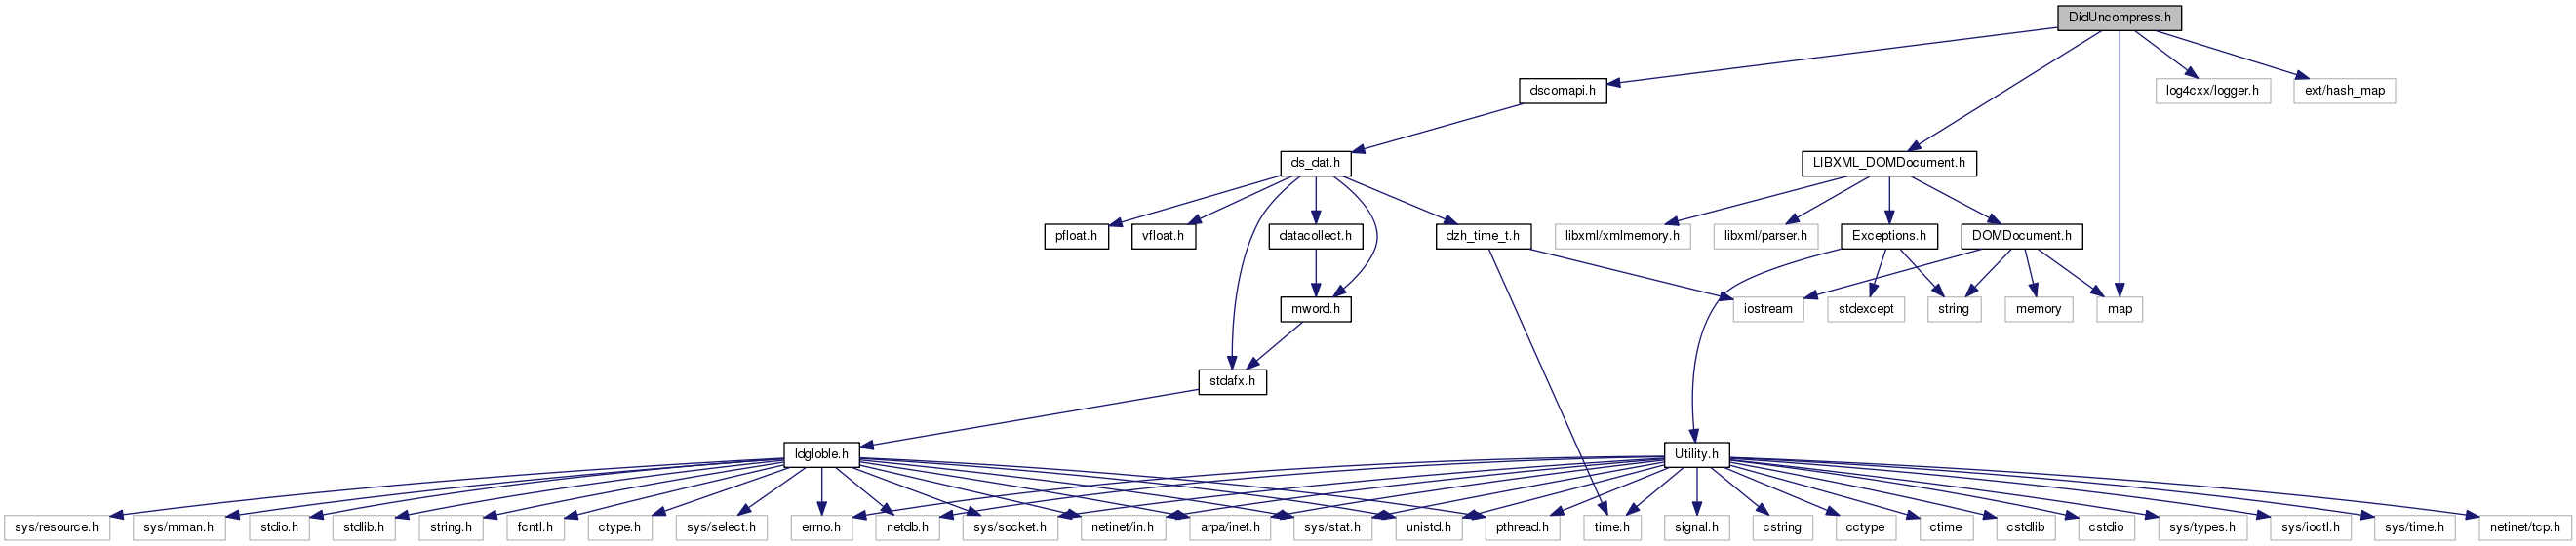 DidUncompress.h
dscomapi.h
log4cxx/logger.h
ext/hash_map
ds_dat.h
LIBXML_DOMDocument.h
pfloat.h
vfloat.h
datacollect.h
dzh_time_t.h
libxml/xmlmemory.h
libxml/parser.h
Exceptions.h
DOMDocument.h
mword.h
iostream
stdexcept
string
memory
map
stdafx.h
ldgloble.h
Utility.h
sys/resource.h
sys/mman.h
stdio.h
stdlib.h
string.h
fcntl.h
ctype.h
sys/select.h
errno.h
netdb.h
sys/socket.h
netinet/in.h
arpa/inet.h
sys/stat.h
unistd.h
pthread.h
time.h
signal.h
cstring
cctype
ctime
cstdlib
cstdio
sys/types.h
sys/ioctl.h
sys/time.h
netinet/tcp.h